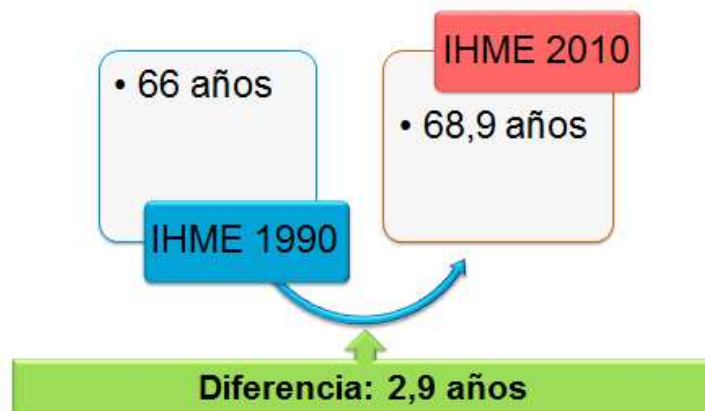 • 66 años
IHME 1990
IHME 2010
• 68,9 años
Diferencia: 2,9 años